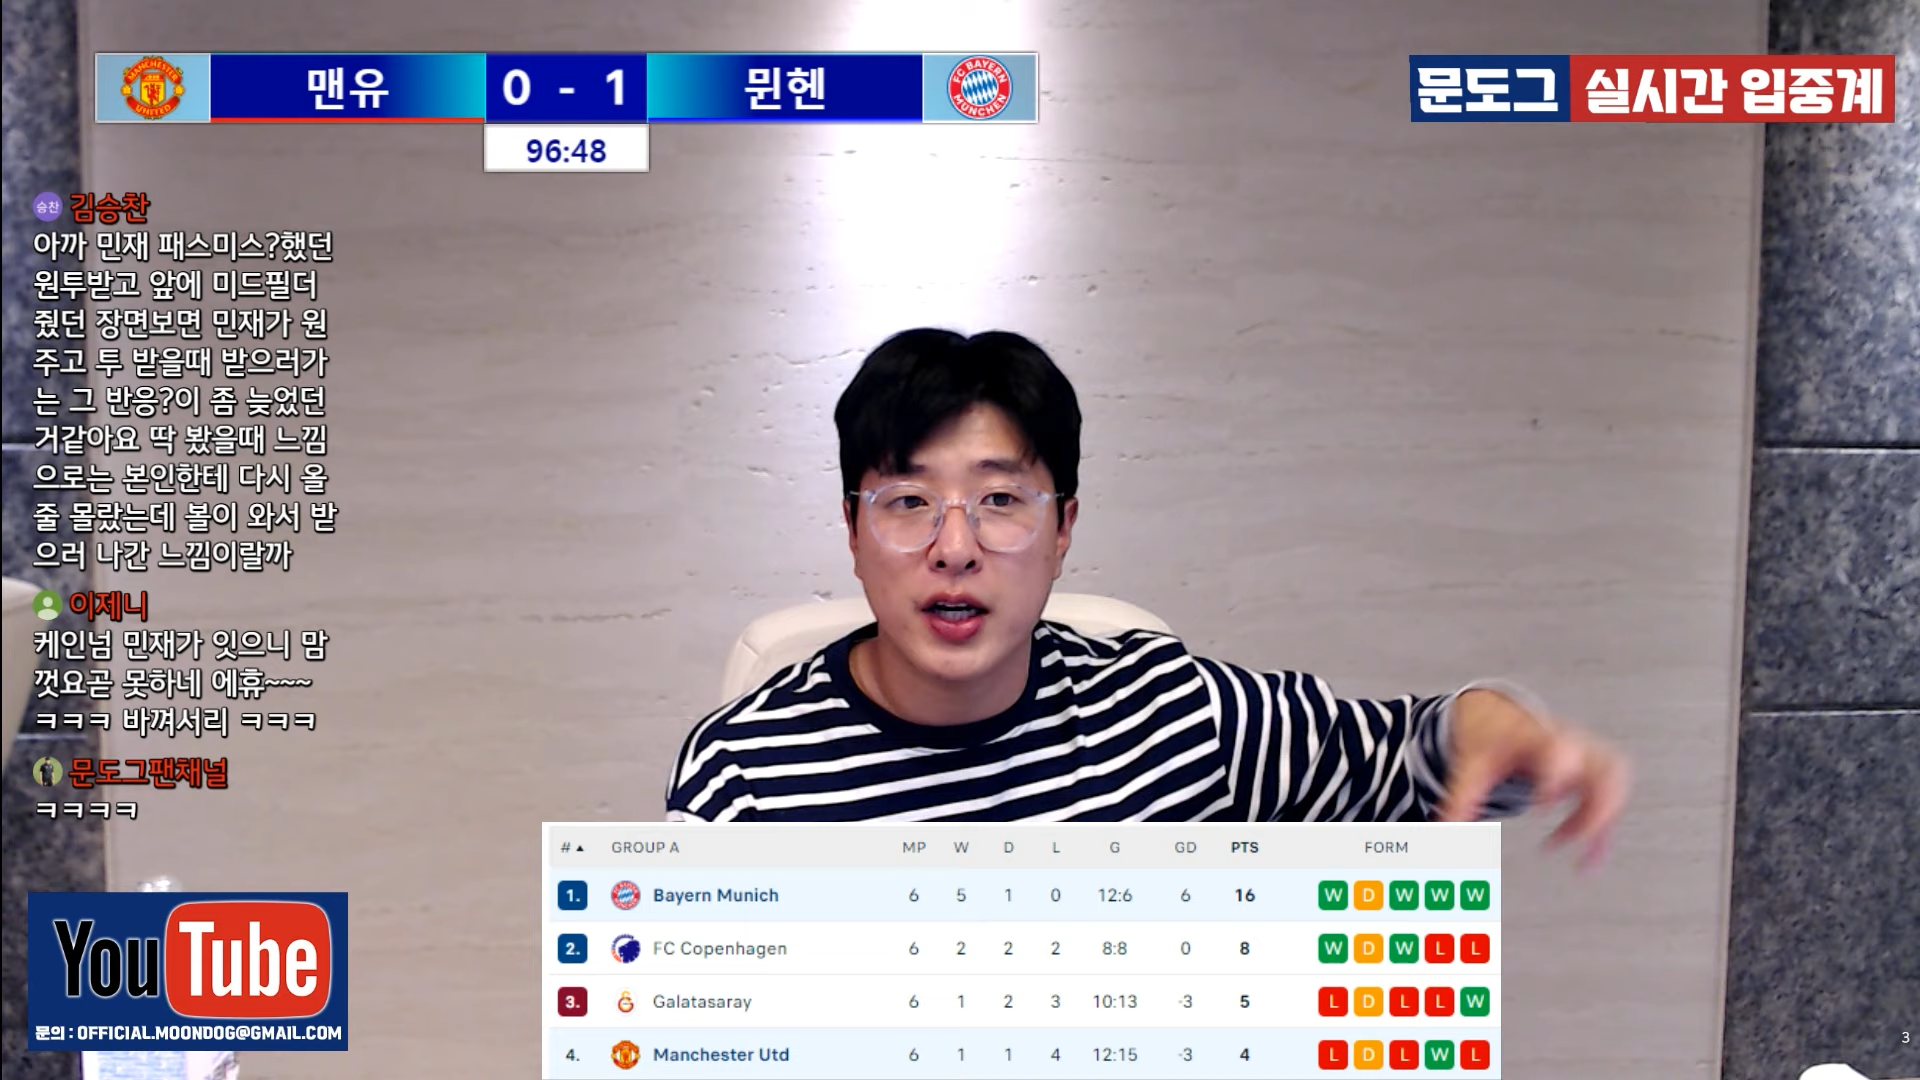 맨유 0 - 1 뮌헨
96:48
문도그 실시간 입중계
승찬 김승찬
아까 민재 패스미스?했던
원투받고 앞에 미드필더
줬던 장면보면 민재가 원
주고 투 받을때 받으러가
는 그 반응?이 좀 늦었던
거같아요 딱 봤을때 느낌
으로는 본인한테 다시 올
줄 몰랐는데 볼이 와서 받
으러 나간 느낌이랄까
이제니
케인넘 민재가 잇으니 맘
껏요곧 못하네 에휴~~~
ㅋㅋㅋ 바껴서리 ㅋㅋㅋ
문도그팬채널
ㅋㅋㅋㅋ
YouTube
문의 : OFFICIAL.MOONDOG@GMAIL.COM
# GROUP A MP W D L G GD PTS FORM
1. Bayern Munich 6 5 1 0 12:6 6 16 W D W W W
2. FC Copenhagen 6 2 2 2 8:8 0 8 W D W L L
3. Galatasaray 6 1 2 3 10:13 -3 5 L D L L W
4. Manchester Utd 6 1 1 4 12:15 -3 4 L D L W L
3